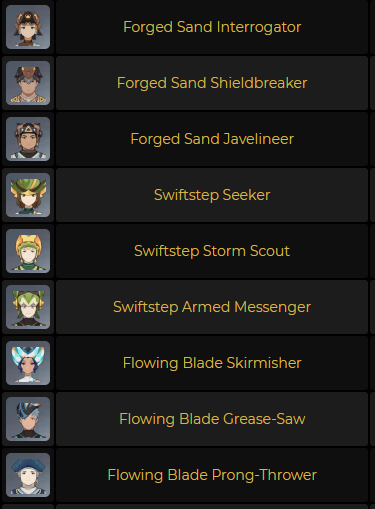 Forged Sand Interrogator
Forged Sand Shieldbreaker
Forged Sand Javelineer
Swiftstep Seeker
Swiftstep Storm Scout
Swiftstep Armed Messenger
Flowing Blade Skirmisher
Flowing Blade Grease-Saw
Flowing Blade Prong-Thrower